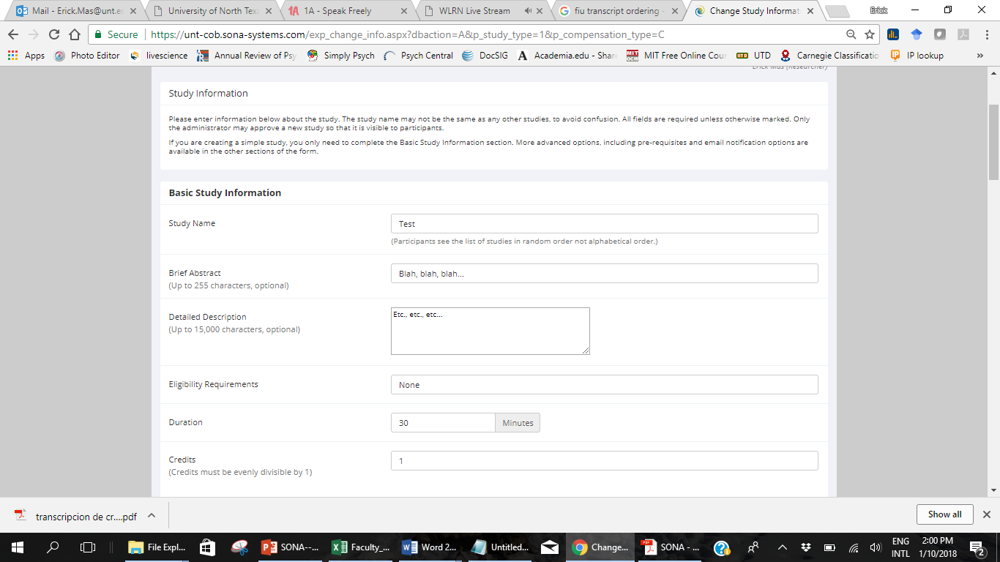 Mail - Erick.Mas@unt.e
University of North Tex
1A - Speak Freely
WLRN Live Stream
fiu transcript ordering -
Change Study Informat
Erick
Secure
https://unt-cob.sona-systems.com/exp_change_info.aspx?dbaction=A&p_study_type=1&p_compensation_type=C
Apps
Photo Editor
livescience
Annual Review of Psy
Simply Psych
Psych Central
DocSIG
Academia.edu - Shar
MIT Free Online Cour
UTD
Carnegie Classificatio
IP lookup
»
Erick Mas (Researcher)
Study Information
Please enter information below about the study. The study name may not be the same as any other studies, to avoid confusion. All fields are required unless otherwise marked. Only
the administrator may approve a new study so that it is visible to participants.
If you are creating a simple study, you only need to complete the Basic Study Information section. More advanced options, including pre-requisites and email notification options are
available in the other sections of the form.
Basic Study Information
Study Name
Test
(Participants see the list of studies in random order not alphabetical order.)
Brief Abstract
(Up to 255 characters, optional)
Blah, blah, blah...
Detailed Description
(Up to 15,000 characters, optional)
Etc., etc., etc...
Eligibility Requirements
None
Duration
30
Minutes
Credits
(Credits must be evenly divisible by 1)
1
transcripcion de cr....pdf
Show all
File Expl...
SONA--...
Faculty_...
Word 2...
Untitled...
Change...
SONA - ...
ENG
INTL
2:00 PM
1/10/2018
2